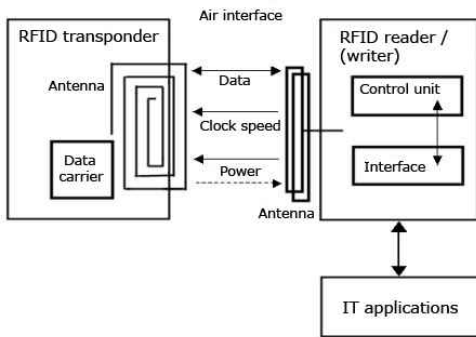 Air interface
RFID transponder
Antenna
Data
carrier
Data
Clock speed
Power
Antenna
RFID reader /
(writer)
Control unit
Interface
IT applications